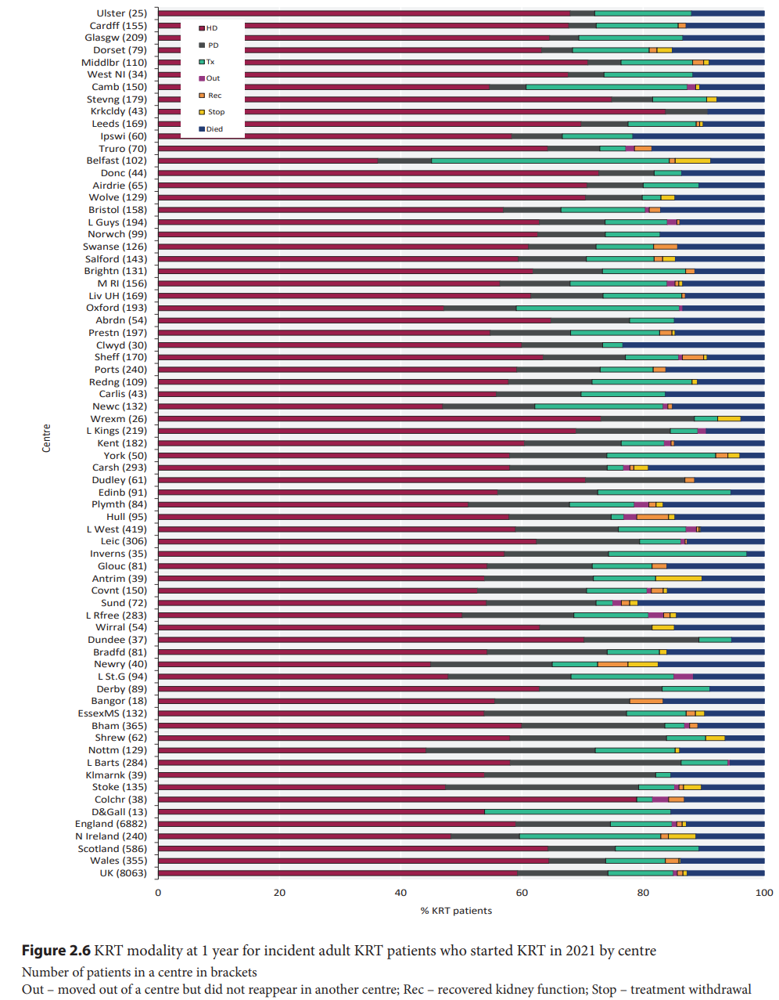 Ulster (25)
Cardff (155)
Glasgw (209)
Dorset (79)
Middlbr (110)
West NI (34)
Camb (150)
Stevng (179)
Krkcldy (43)
Leeds (169)
Ipswi (60)
Truro (70)
Belfast (102)
Donc (44)
Airdrie (65)
Wolve (129)
Bristol (158)
L Guys (194)
Norwch (99)
Swanse (126)
Salford (143)
Brightn (131)
M RI (156)
Liv UH (169)
Oxford (193)
Abrdn (54)
Prestn (197)
Clwyd (30)
Sheff (170)
Ports (240)
Redng (109)
Carlis (43)
Newc (132)
Wrexm (26)
L Kings (219)
Kent (182)
York (50)
Carsh (293)
Dudley (61)
Edinb (91)
Plymth (84)
Hull (95)
L West (419)
Leic (306)
Inverns (35)
Glouc (81)
Antrim (39)
Covnt (150)
Sund (72)
L Rfree (283)
Wirral (54)
Dundee (37)
Bradfd (81)
Newry (40)
L St.G (94)
Derby (89)
Bangor (18)
EssexMS (132)
Bham (365)
Shrew (62)
Nottm (129)
L Barts (284)
Klmarnk (39)
Stoke (135)
Colchr (38)
D&Gall (13)
England (6882)
N Ireland (240)
Scotland (586)
Wales (355)
UK (8063)
HD
PD
Tx
Out
Rec
Stop
Died
Centre
0 20 40 60 80 100
% KRT patients
Figure 2.6 KRT modality at 1 year for incident adult KRT patients who started KRT in 2021 by centre
Number of patients in a centre in brackets
Out – moved out of a centre but did not reappear in another centre; Rec – recovered kidney function; Stop – treatment withdrawal